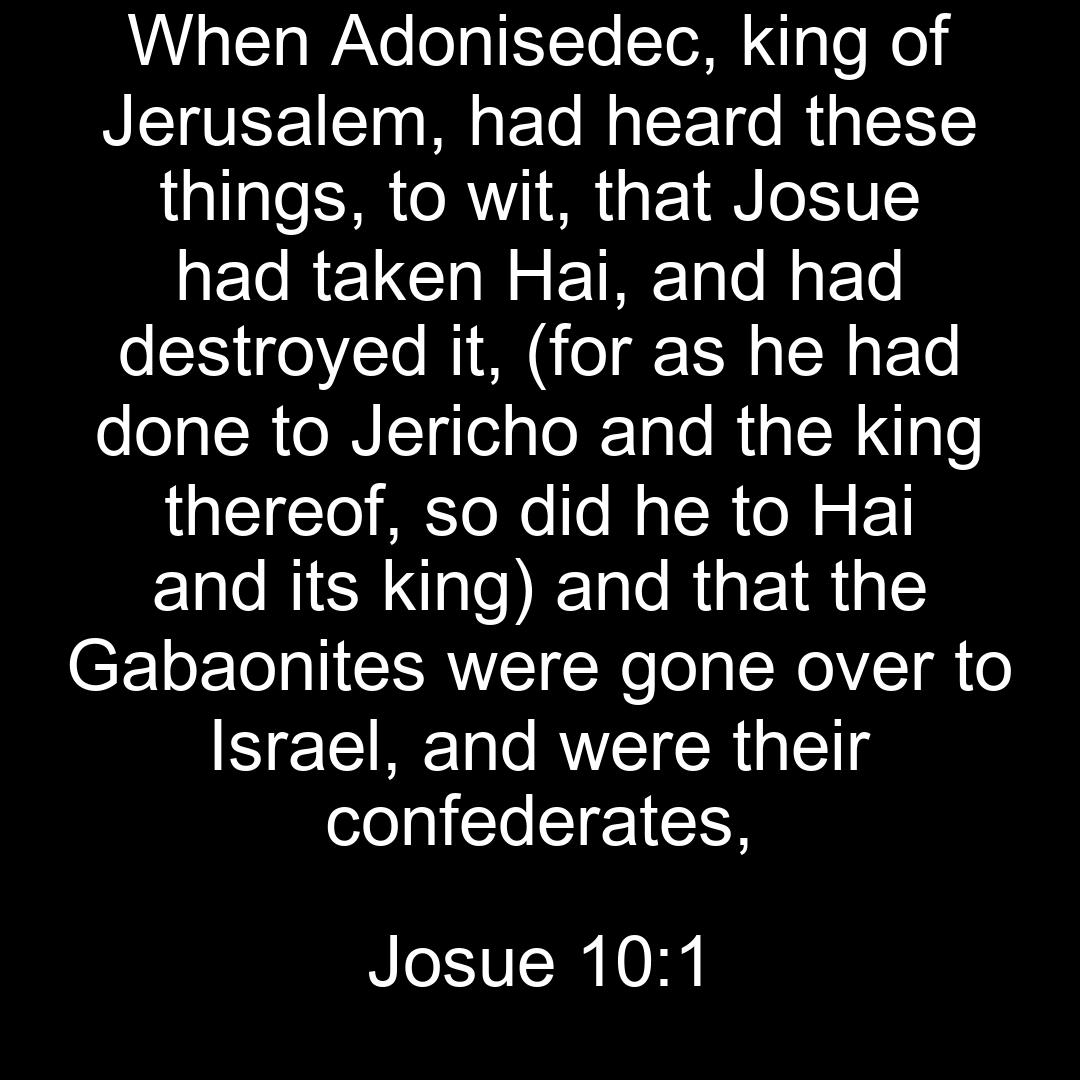 When Adonisedec, king of
Jerusalem, had heard these
things, to wit, that Josue
had taken Hai, and had
destroyed it, (for as he had
done to Jericho and the king
thereof, so did he to Hai
and its king) and that the
Gabaonites were gone over to
Israel, and were their
confederates,
Josue 10:1